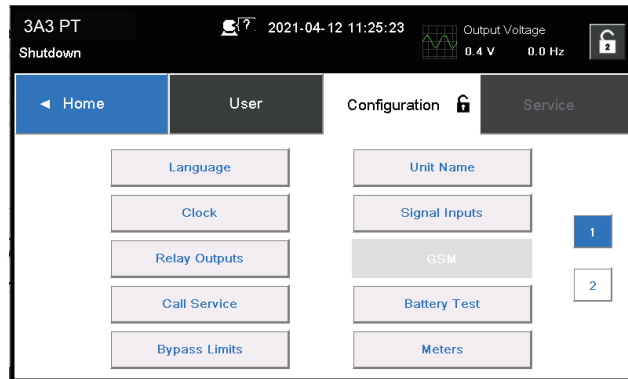 3A3 PT
Shutdown
? 2021-04-12 11:25:23
Output Voltage
0.4 V 0.0 Hz
2
◄ Home User Configuration Service
Language Unit Name
Clock Signal Inputs
1
Relay Outputs GSM
2
Call Service Battery Test
Bypass Limits Meters